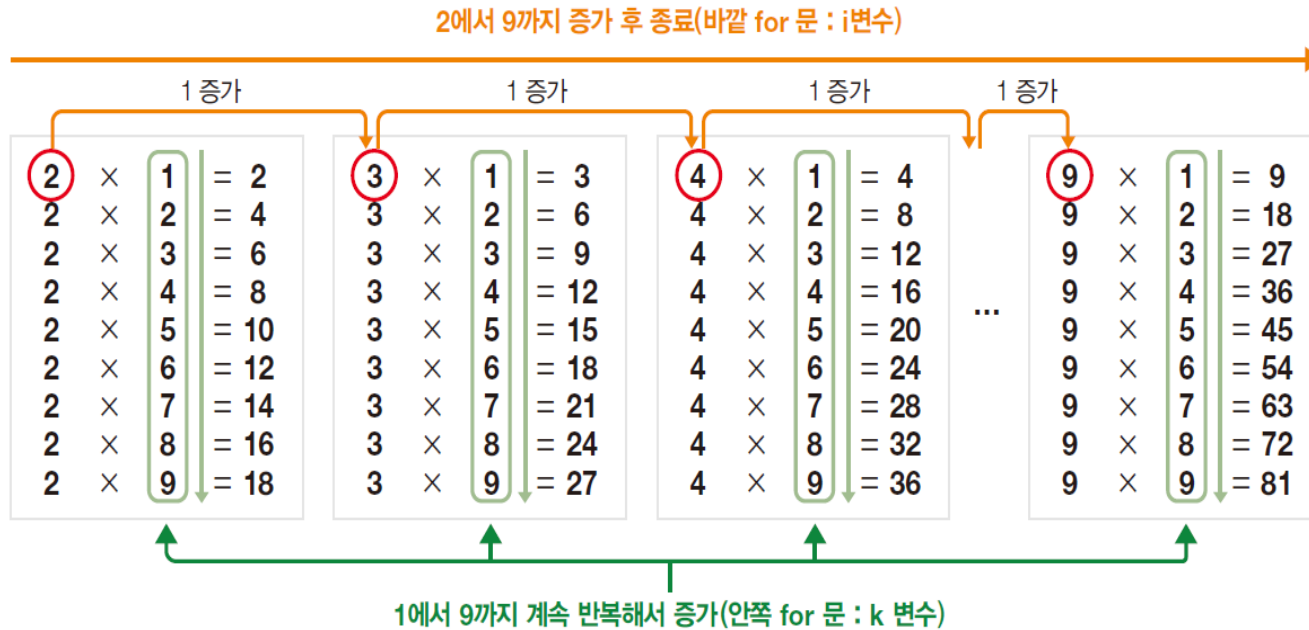 2에서 9까지 증가 후 종료(바깥 for 문 : i변수)
1 증가 1 증가 1 증가 1 증가
2 × 1 = 2 3 × 1 = 3 4 × 1 = 4 9 × 1 = 9
2 × 2 = 4 3 × 2 = 6 4 × 2 = 8 9 × 2 = 18
2 × 3 = 6 3 × 3 = 9 4 × 3 = 12 9 × 3 = 27
2 × 4 = 8 3 × 4 = 12 4 × 4 = 16 9 × 4 = 36
2 × 5 = 10 3 × 5 = 15 4 × 5 = 20 ... 9 × 5 = 45
2 × 6 = 12 3 × 6 = 18 4 × 6 = 24 9 × 6 = 54
2 × 7 = 14 3 × 7 = 21 4 × 7 = 28 9 × 7 = 63
2 × 8 = 16 3 × 8 = 24 4 × 8 = 32 9 × 8 = 72
2 × 9 = 18 3 × 9 = 27 4 × 9 = 36 9 × 9 = 81
1에서 9까지 계속 반복해서 증가(안쪽 for 문 : k 변수)